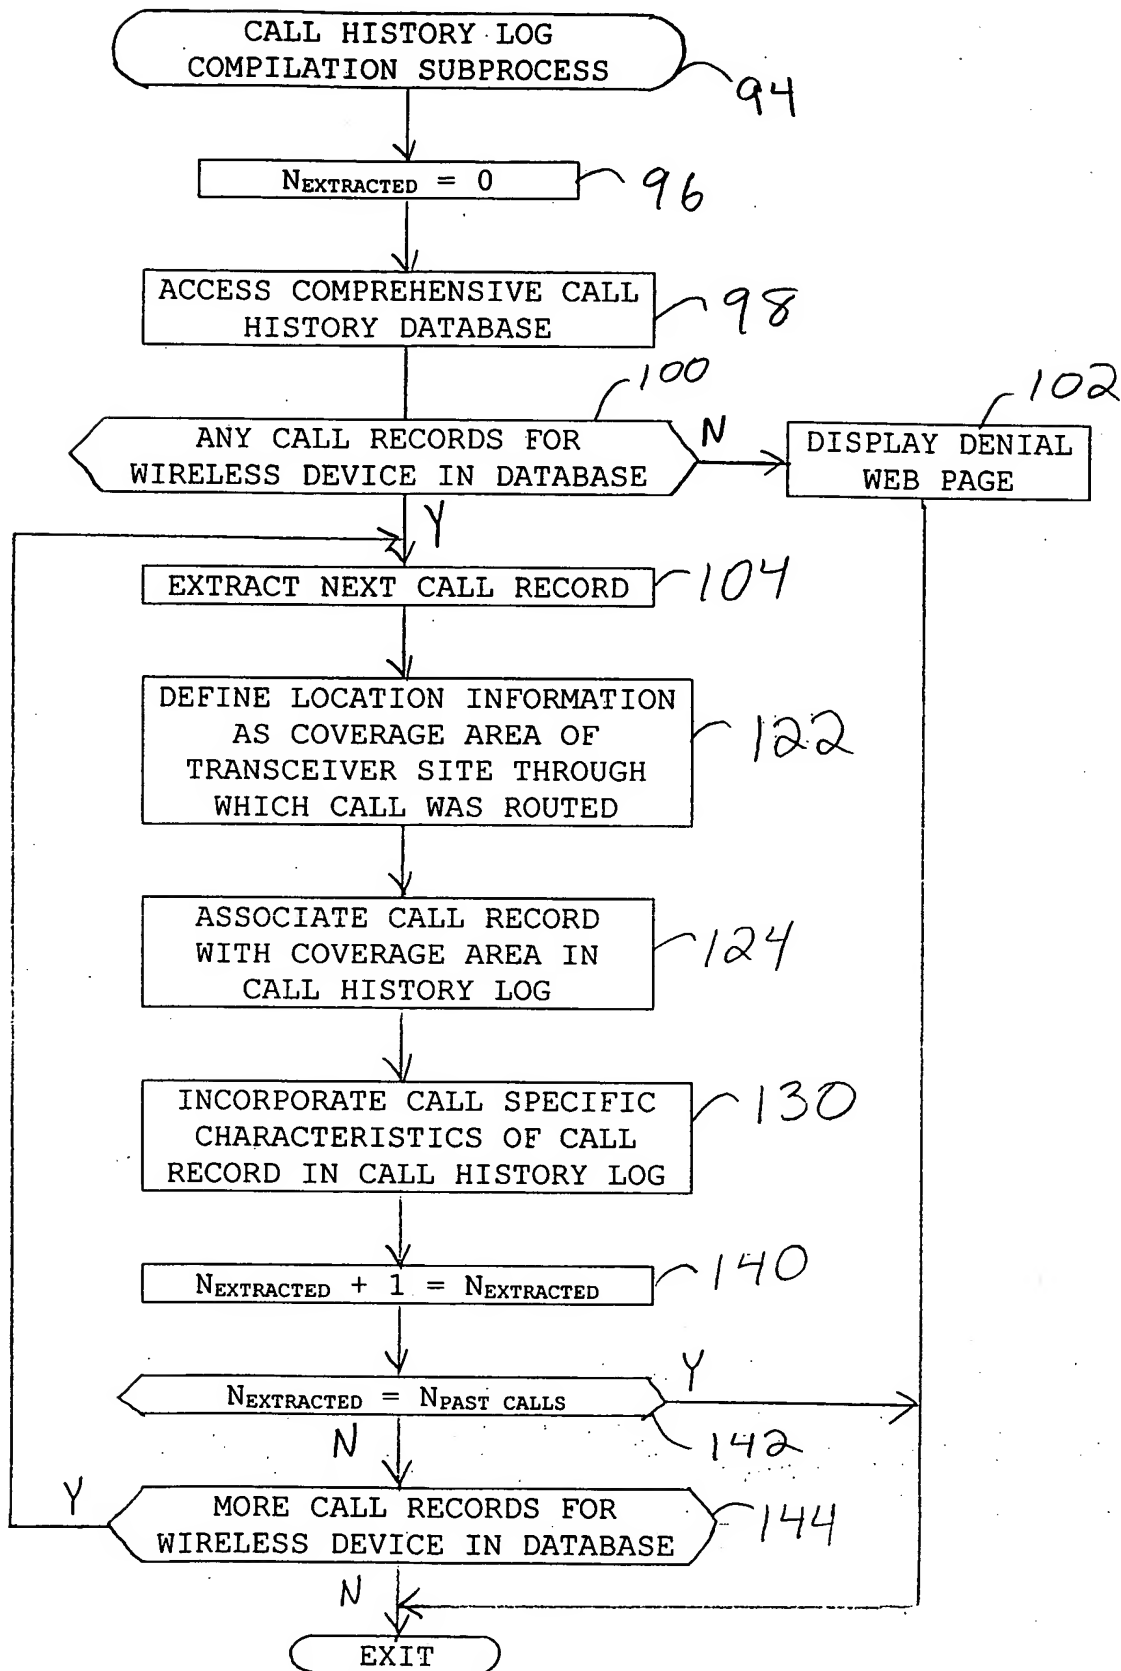 CALL HISTORY LOG
COMPILATION SUBPROCESS
94
NEXTRACTED = 0
96
ACCESS COMPREHENSIVE CALL
HISTORY DATABASE
98
100
ANY CALL RECORDS FOR
WIRELESS DEVICE IN DATABASE
N
102
DISPLAY DENIAL
WEB PAGE
Y
EXTRACT NEXT CALL RECORD
104
DEFINE LOCATION INFORMATION
AS COVERAGE AREA OF
TRANSCEIVER SITE THROUGH
WHICH CALL WAS ROUTED
122
ASSOCIATE CALL RECORD
WITH COVERAGE AREA IN
CALL HISTORY LOG
124
INCORPORATE CALL SPECIFIC
CHARACTERISTICS OF CALL
RECORD IN CALL HISTORY LOG
130
NEXTRACTED + 1 = NEXTRACTED
140
NEXTRACTED = NPAST CALLS
Y
142
N
MORE CALL RECORDS FOR
WIRELESS DEVICE IN DATABASE
Y
144
N
EXIT